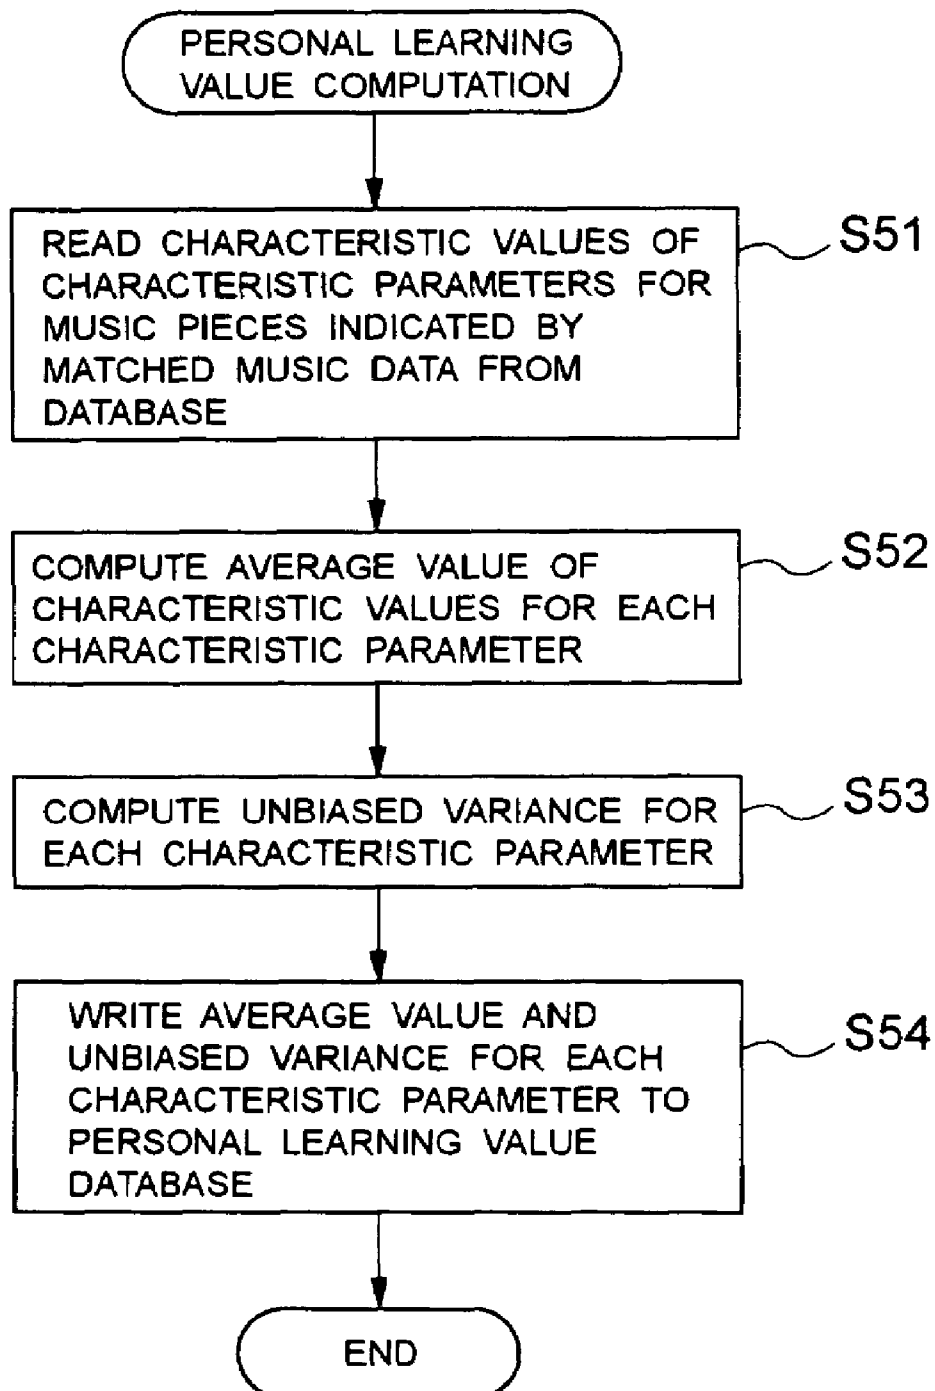 PERSONAL LEARNING
VALUE COMPUTATION
READ CHARACTERISTIC VALUES OF
CHARACTERISTIC PARAMETERS FOR
MUSIC PIECES INDICATED BY
MATCHED MUSIC DATA FROM
DATABASE
S51
COMPUTE AVERAGE VALUE OF
CHARACTERISTIC VALUES FOR EACH
CHARACTERISTIC PARAMETER
S52
COMPUTE UNBIASED VARIANCE FOR
EACH CHARACTERISTIC PARAMETER
S53
WRITE AVERAGE VALUE AND
UNBIASED VARIANCE FOR EACH
CHARACTERISTIC PARAMETER TO
PERSONAL LEARNING VALUE
DATABASE
S54
END